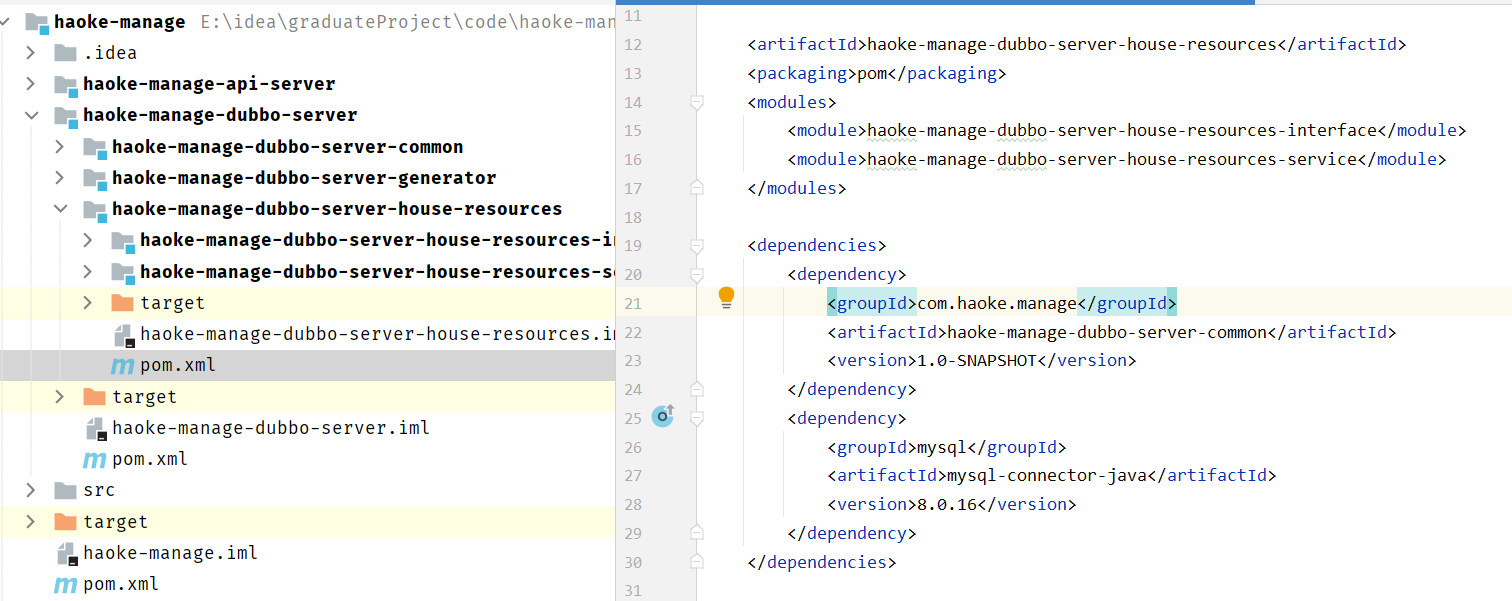 haoke-manage E:\idea\graduateProject\code\haoke-man
.idea
haoke-manage-api-server
haoke-manage-dubbo-server
haoke-manage-dubbo-server-common
haoke-manage-dubbo-server-generator
haoke-manage-dubbo-server-house-resources
haoke-manage-dubbo-server-house-resources-i
haoke-manage-dubbo-server-house-resources-s
target
haoke-manage-dubbo-server-house-resources.i
pom.xml
target
haoke-manage-dubbo-server.iml
pom.xml
src
target
haoke-manage.iml
pom.xml
11
12 <artifactId>haoke-manage-dubbo-server-house-resources</artifactId>
13 <packaging>pom</packaging>
14 <modules>
15 <module>haoke-manage-dubbo-server-house-resources-interface</module>
16 <module>haoke-manage-dubbo-server-house-resources-service</module>
17 </modules>
18
19 <dependencies>
20 <dependency>
21 <groupId>com.haoke.manage</groupId>
22 <artifactId>haoke-manage-dubbo-server-common</artifactId>
23 <version>1.0-SNAPSHOT</version>
24 </dependency>
25 <dependency>
26 <groupId>mysql</groupId>
27 <artifactId>mysql-connector-java</artifactId>
28 <version>8.0.16</version>
29 </dependency>
30 </dependencies>
31